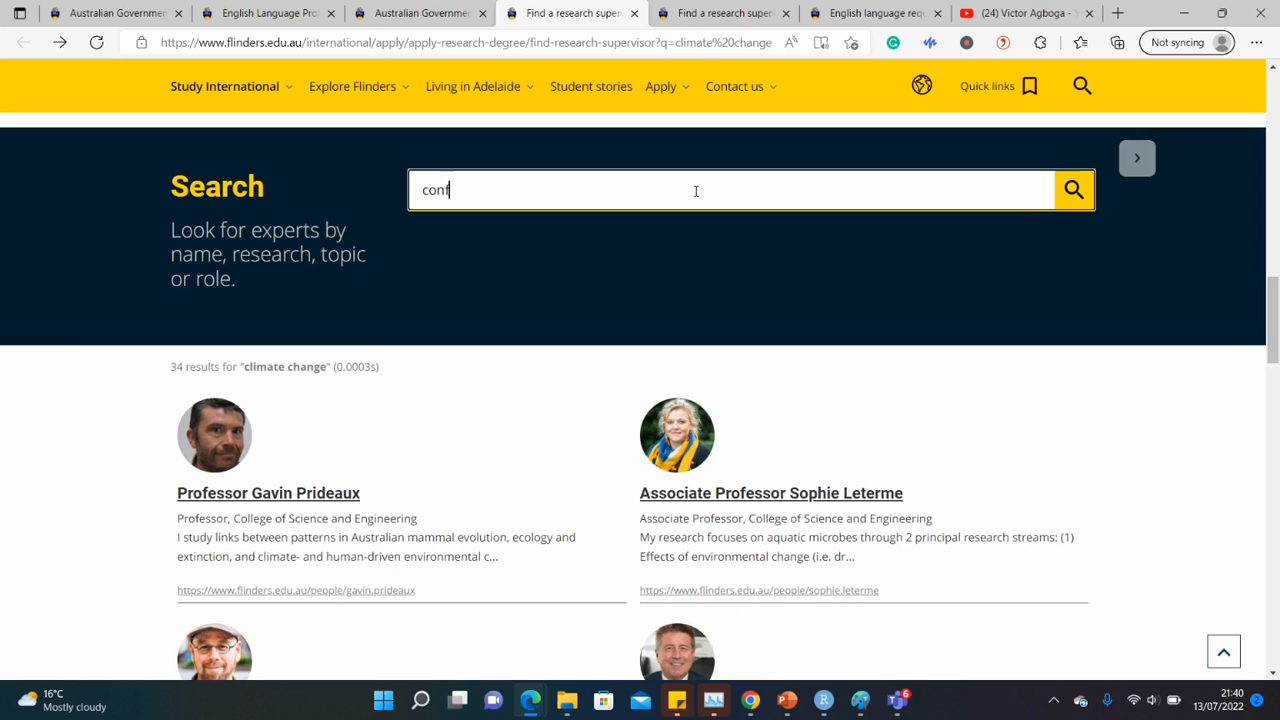 Australian Governmen
English Language Prof
Australian Governmen
Find a research super
Find a research superv
English language requ
(24) Victor Agboga - Y
https://www.flinders.edu.au/international/apply/apply-research-degree/find-research-supervisor?q=climate%20change
Not syncing
Study International
Explore Flinders
Living in Adelaide
Student stories
Apply
Contact us
Quick links
Search
conf
Look for experts by
name, research, topic
or role.
34 results for "climate change" (0.0003s)
Professor Gavin Prideaux
Professor, College of Science and Engineering
I study links between patterns in Australian mammal evolution, ecology and
extinction, and climate- and human-driven environmental c...
https://www.flinders.edu.au/people/gavin.prideaux
Associate Professor Sophie Leterme
Associate Professor, College of Science and Engineering
My research focuses on aquatic microbes through 2 principal research streams: (1)
Effects of environmental change (i.e. dr...
https://www.flinders.edu.au/people/sophie.leterme
16°C
Mostly cloudy
6
21:40
13/07/2022